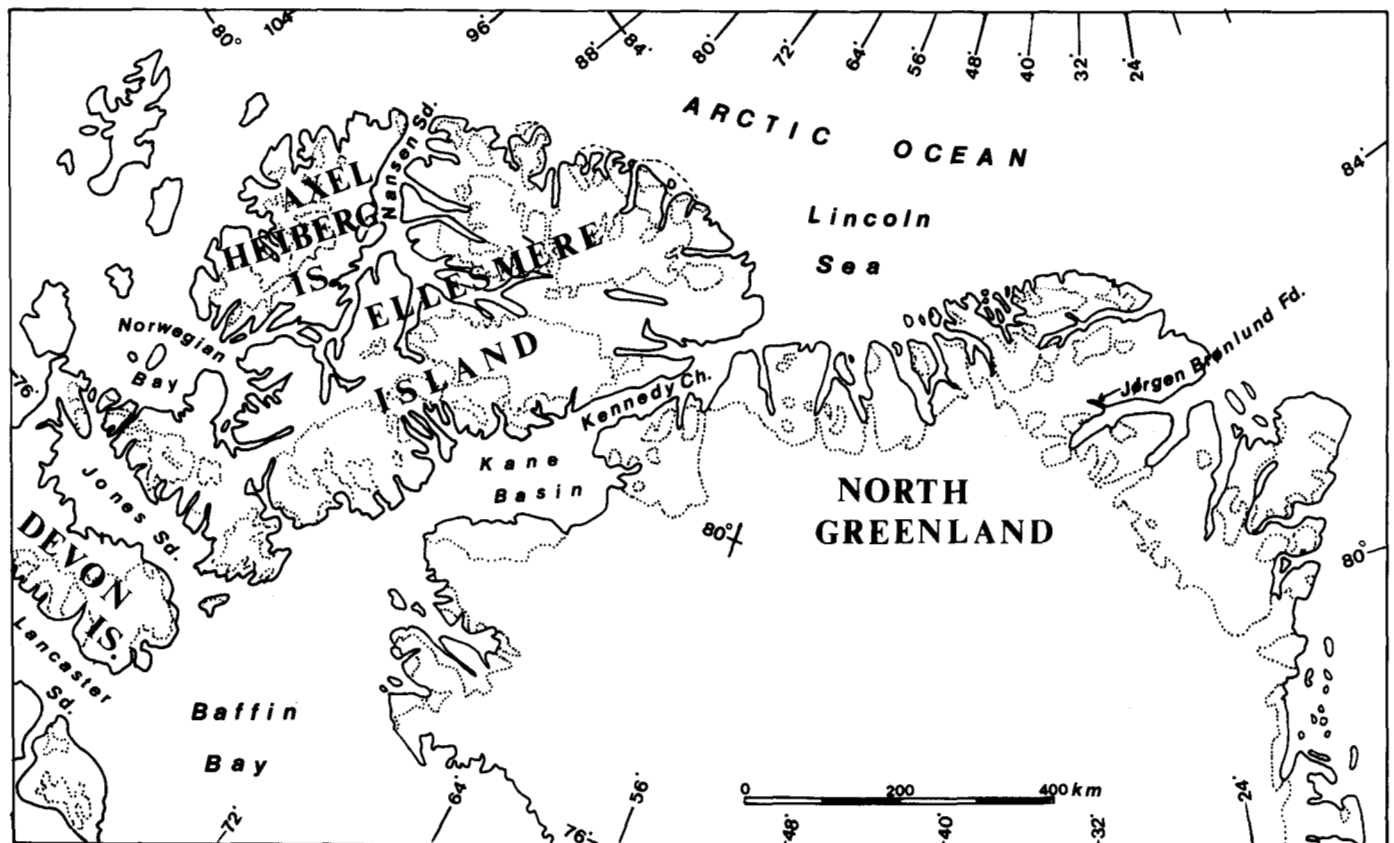 80°
104°
96°
88°
84°
80°
72°
64°
56°
48°
40°
32°
24°
ARCTIC OCEAN
84°
Lincoln
Sea
Nansen Sd.
AXEL
HEIBERG
IS.
ELLESMERE
ISLAND
Norwegian
Bay
76°
Kennedy Ch.
Jørgen Brønlund Fd.
Kane
Basin
Jones Sd.
NORTH
GREENLAND
80°
80°
DEVON
IS.
Lancaster
Sd.
Baffin
Bay
0 200 400 km
72°
64°
76°
56°
48°
40°
32°
24°